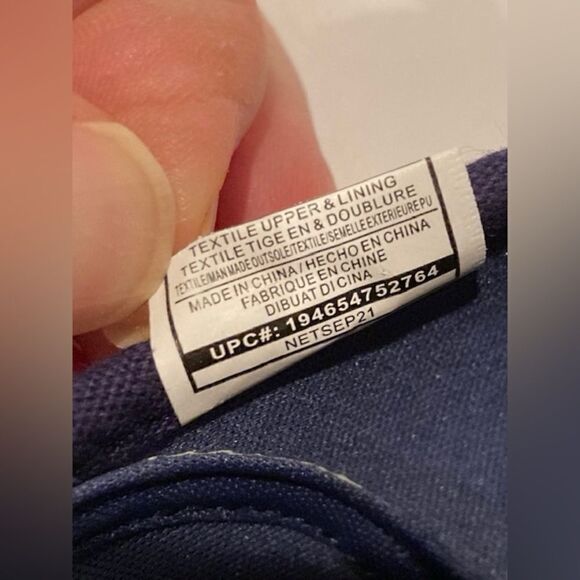 TEXTILE UPPER & LINING
TEXTILE TIGE EN & DOUBLURE
TEXTILE/MAN MADE OUTSOLE/TEXTILE/SEMELLE EXTERIEURE PU
MADE IN CHINA/HECHO EN CHINA
FABRIQUE EN CHINE
DIBUAT DI CINA
UPC#: 194654752764
NETSEP21